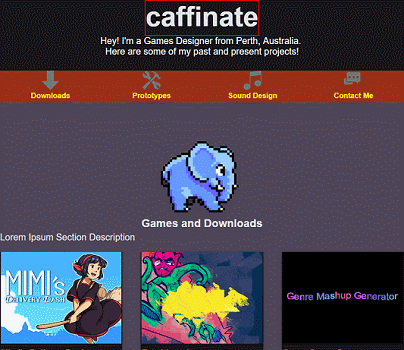 caffinate
Hey! I'm a Games Designer from Perth, Australia.
Here are some of my past and present projects!
Downloads Prototypes Sound Design Contact Me
Games and Downloads
Lorem Ipsum Section Description
MIMI's
DELIVERY DASH
Genre Mashup Generator